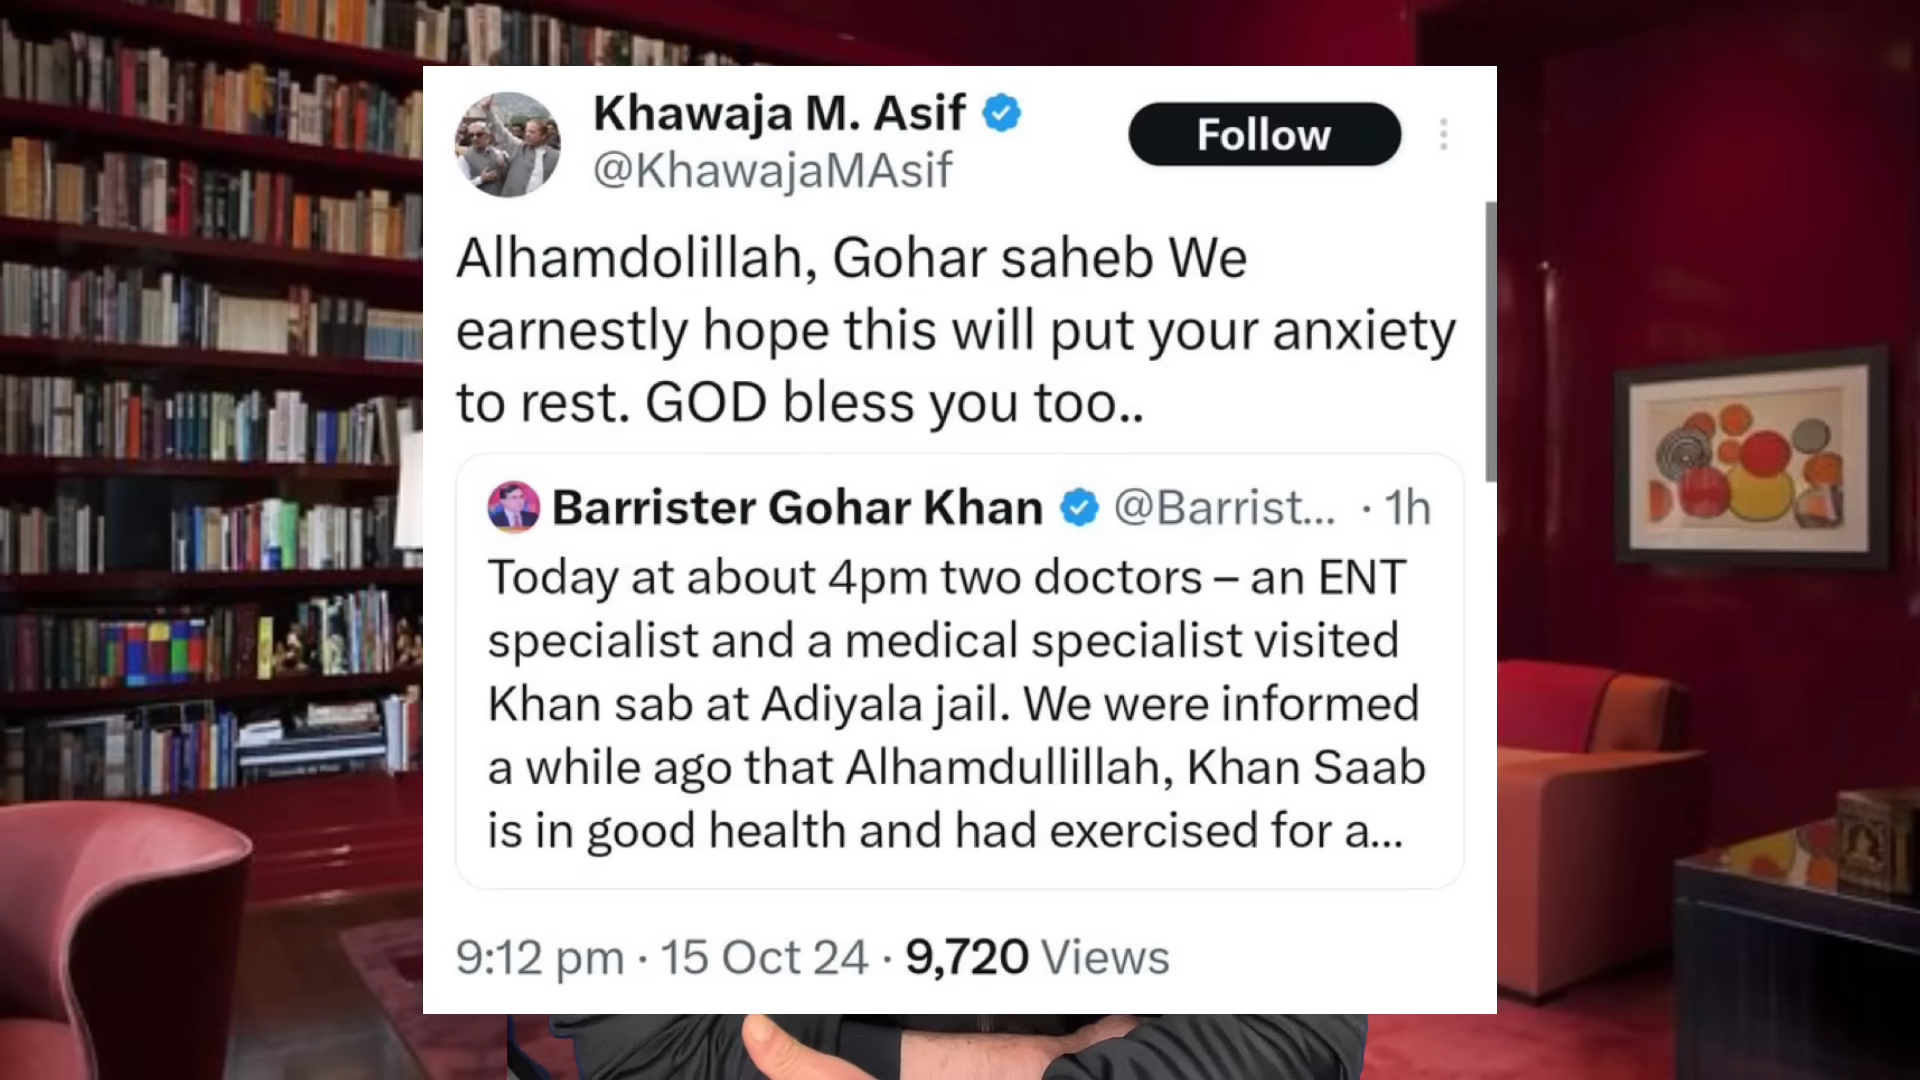 Khawaja M. Asif
@KhawajaMAsif
Follow
Alhamdolillah, Gohar saheb We
earnestly hope this will put your anxiety
to rest. GOD bless you too..
Barrister Gohar Khan @Barrist... · 1h
Today at about 4pm two doctors – an ENT
specialist and a medical specialist visited
Khan sab at Adiyala jail. We were informed
a while ago that Alhamdullillah, Khan Saab
is in good health and had exercised for a...
9:12 pm · 15 Oct 24 · 9,720 Views